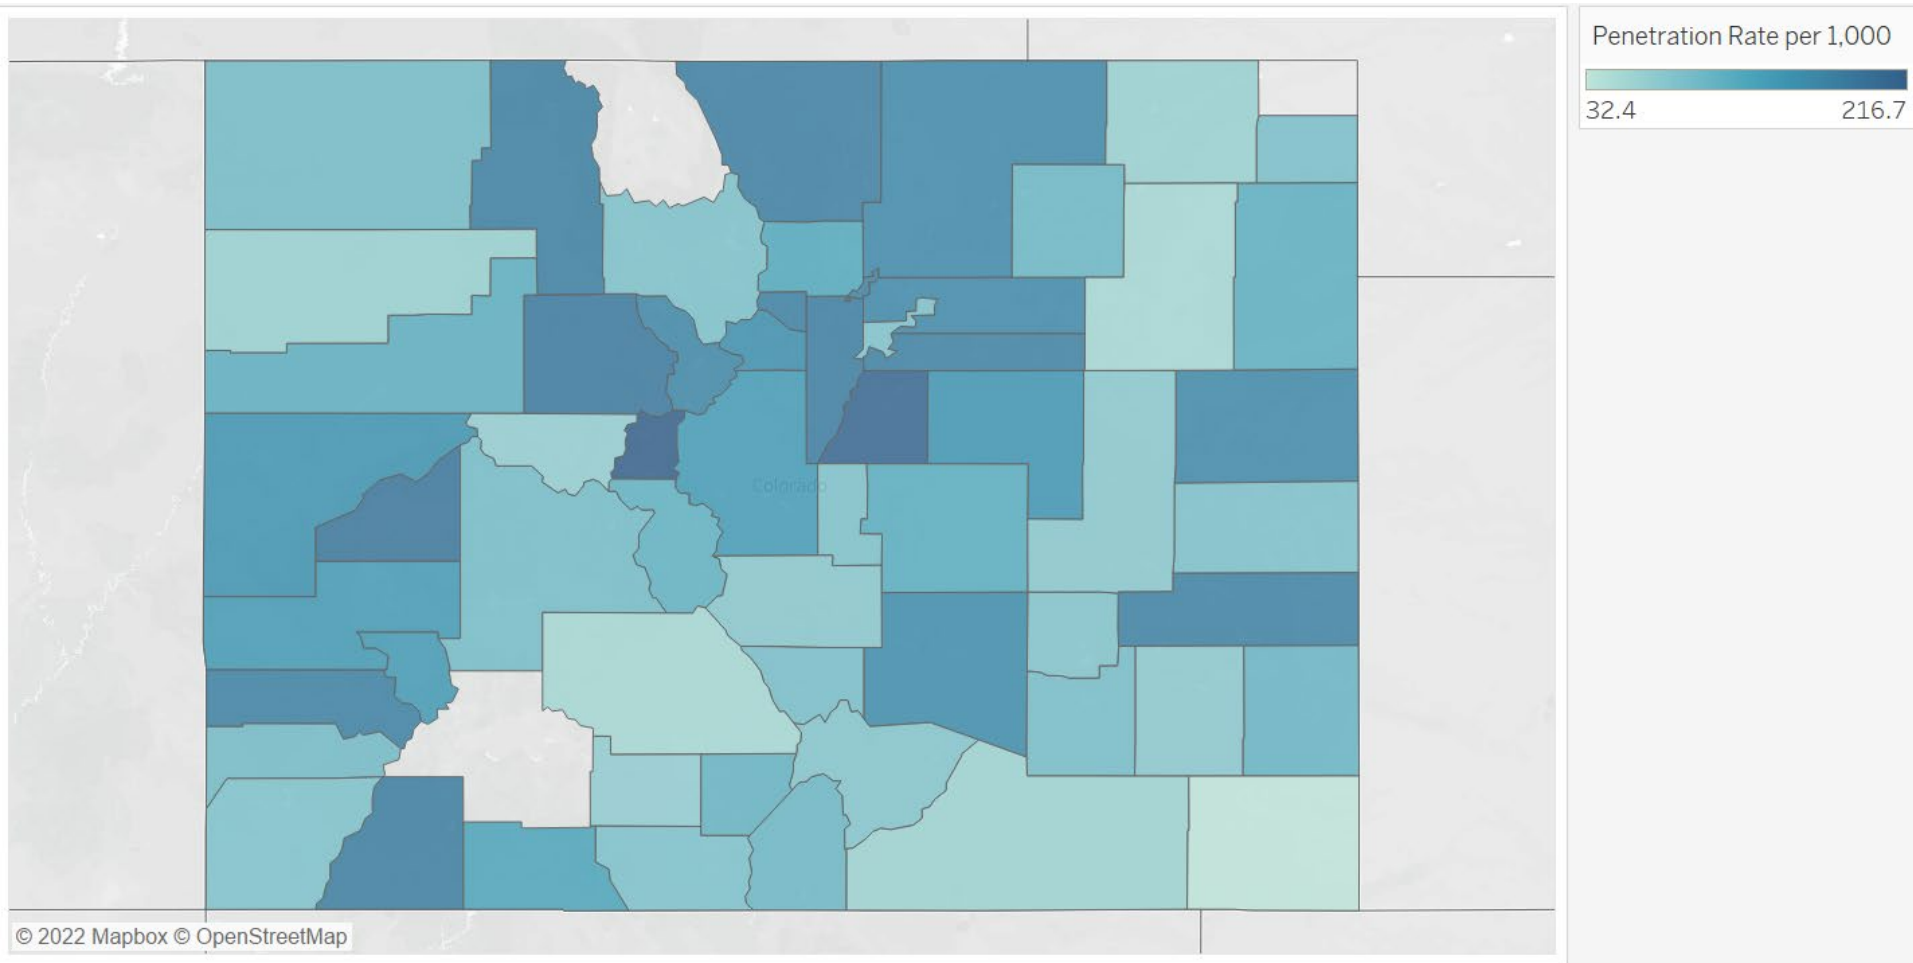 Penetration Rate per 1,000
32.4 216.7
Colorado
© 2022 Mapbox © OpenStreetMap